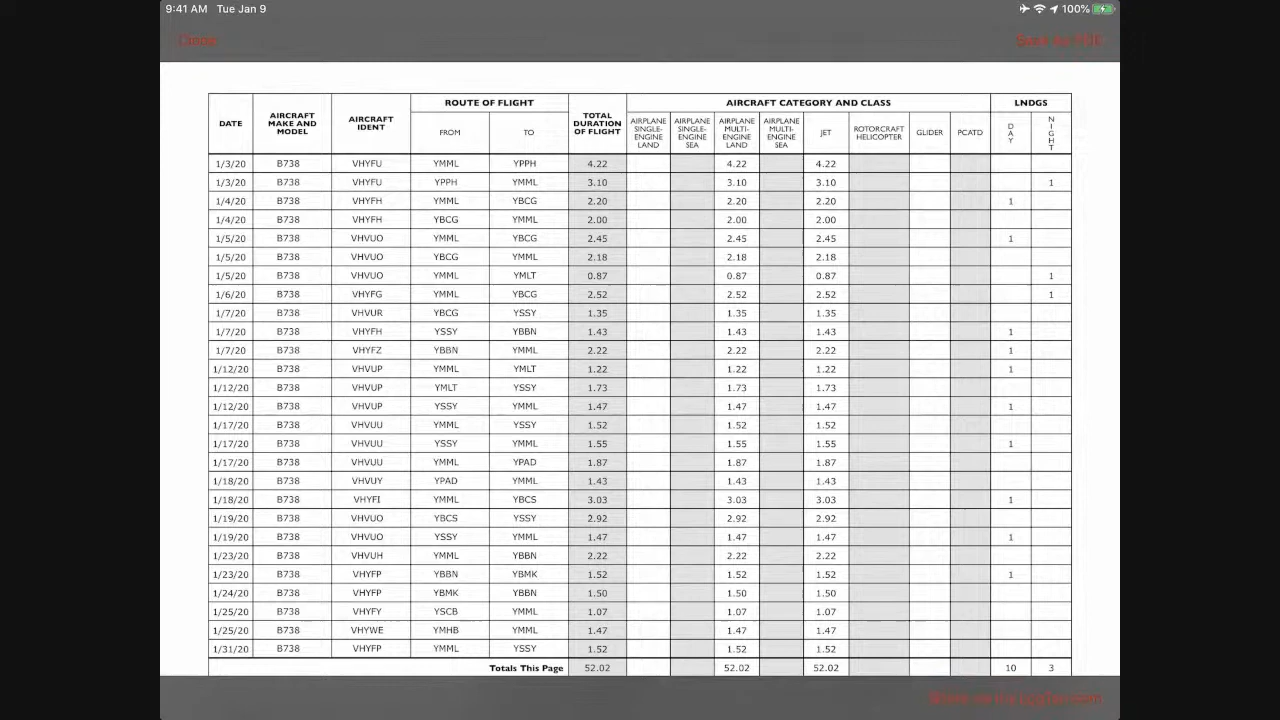 9:41 AM Tue Jan 9 100%
Close
ROUTE OF FLIGHT AIRCRAFT CATEGORY AND CLASS LNDGS
DATE AIRCRAFT MAKE AND MODEL AIRCRAFT IDENT FROM TO TOTAL DURATION OF FLIGHT AIRPLANE SINGLE-ENGINE LAND AIRPLANE SINGLE-ENGINE SEA AIRPLANE MULTI-ENGINE LAND AIRPLANE MULTI-ENGINE SEA JET ROTORCRAFT HELICOPTER GLIDER PCATD DAY NIGHT
1/3/20 B738 VHYFU YMML YPPH 4.22 4.22 4.22
1/3/20 B738 VHYFU YPPH YMML 3.10 3.10 3.10 1
1/4/20 B738 VHYFH YMML YBCG 2.20 2.20 2.20 1
1/4/20 B738 VHYFH YBCG YMML 2.00 2.00 2.00
1/5/20 B738 VHVUO YMML YBCG 2.45 2.45 2.45 1
1/5/20 B738 VHVUO YBCG YMML 2.18 2.18 2.18
1/5/20 B738 VHVUO YMML YMLT 0.87 0.87 0.87 1
1/6/20 B738 VHYFG YMML YBCG 2.52 2.52 2.52 1
1/7/20 B738 VHVUR YBCG YSSY 1.35 1.35 1.35
1/7/20 B738 VHYFH YSSY YBBN 1.43 1.43 1.43 1
1/7/20 B738 VHYFZ YBBN YMML 2.22 2.22 2.22 1
1/12/20 B738 VHVUP YMML YMLT 1.22 1.22 1.22 1
1/12/20 B738 VHVUP YMLT YSSY 1.73 1.73 1.73
1/12/20 B738 VHVUP YSSY YMML 1.47 1.47 1.47 1
1/17/20 B738 VHVUU YMML YSSY 1.52 1.52 1.52
1/17/20 B738 VHVUU YSSY YMML 1.55 1.55 1.55 1
1/17/20 B738 VHVUU YMML YPAD 1.87 1.87 1.87
1/18/20 B738 VHVUY YPAD YMML 1.43 1.43 1.43
1/18/20 B738 VHYFI YMML YBCS 3.03 3.03 3.03 1
1/19/20 B738 VHVUO YBCS YSSY 2.92 2.92 2.92
1/19/20 B738 VHVUO YSSY YMML 1.47 1.47 1.47 1
1/23/20 B738 VHVUH YMML YBBN 2.22 2.22 2.22
1/23/20 B738 VHYFP YBBN YBMK 1.52 1.52 1.52 1
1/24/20 B738 VHYFP YBMK YBBN 1.50 1.50 1.50
1/25/20 B738 VHYFY YSCB YMML 1.07 1.07 1.07
1/25/20 B738 VHYWE YMHB YMML 1.47 1.47 1.47
1/31/20 B738 VHYFP YMML YSSY 1.52 1.52 1.52
Totals This Page 52.02 52.02 52.02 10 3